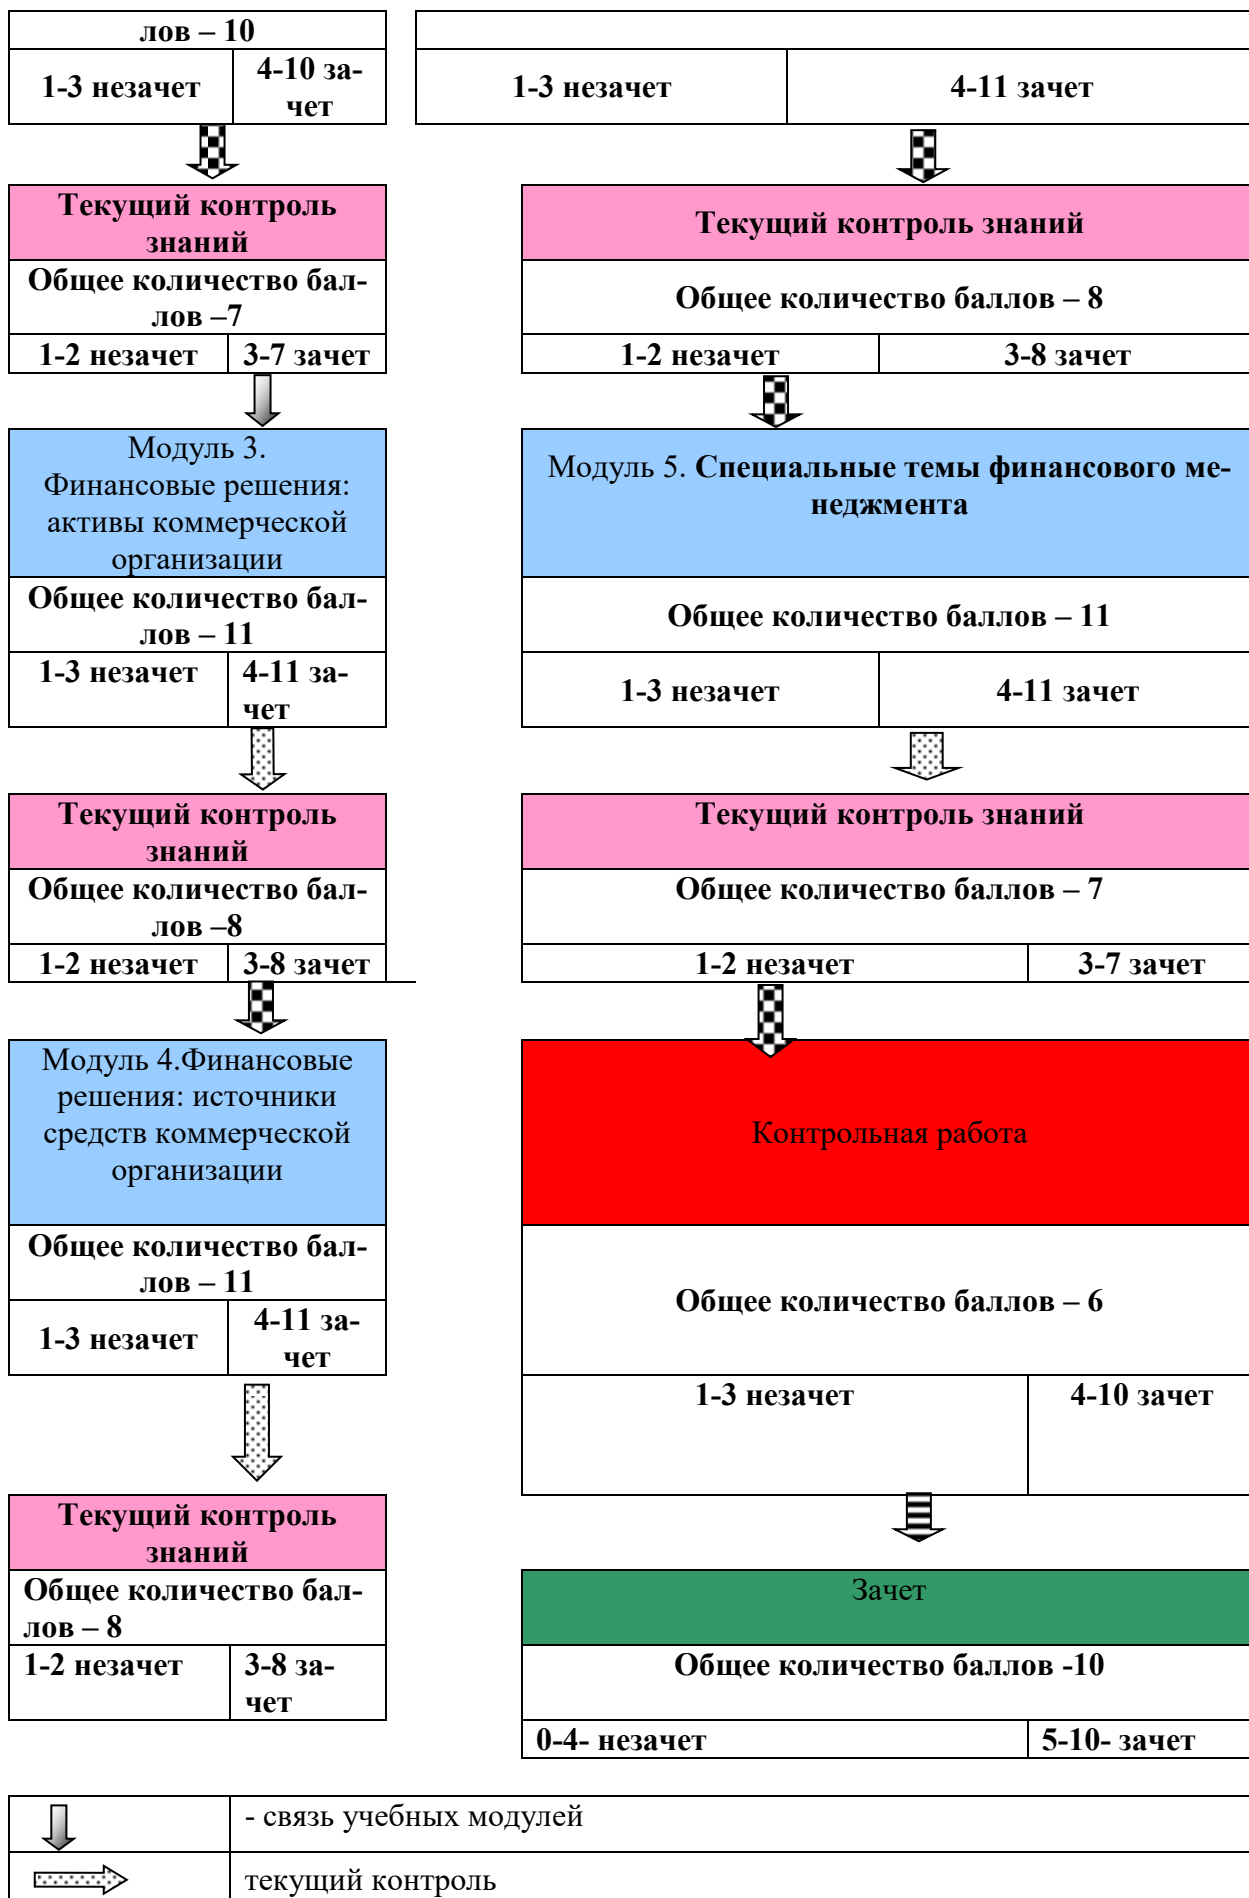 лов – 10
1-3 незачет
4-10 за-
чет
1-3 незачет
4-11 зачет
Текущий контроль
знаний
Общее количество бал-
лов –7
1-2 незачет
3-7 зачет
Текущий контроль знаний
Общее количество баллов – 8
1-2 незачет
3-8 зачет
Модуль 3.
Финансовые решения:
активы коммерческой
организации
Общее количество бал-
лов – 11
1-3 незачет
4-11 за-
чет
Модуль 5. Специальные темы финансового ме-
неджмента
Общее количество баллов – 11
1-3 незачет
4-11 зачет
Текущий контроль
знаний
Общее количество бал-
лов –8
1-2 незачет
3-8 зачет
Текущий контроль знаний
Общее количество баллов – 7
1-2 незачет
3-7 зачет
Модуль 4.Финансовые
решения: источники
средств коммерческой
организации
Общее количество бал-
лов – 11
1-3 незачет
4-11 за-
чет
Контрольная работа
Общее количество баллов – 6
1-3 незачет
4-10 зачет
Текущий контроль
знаний
Общее количество бал-
лов – 8
1-2 незачет
3-8 за-
чет
Зачет
Общее количество баллов -10
0-4- незачет
5-10- зачет
- связь учебных модулей
текущий контроль